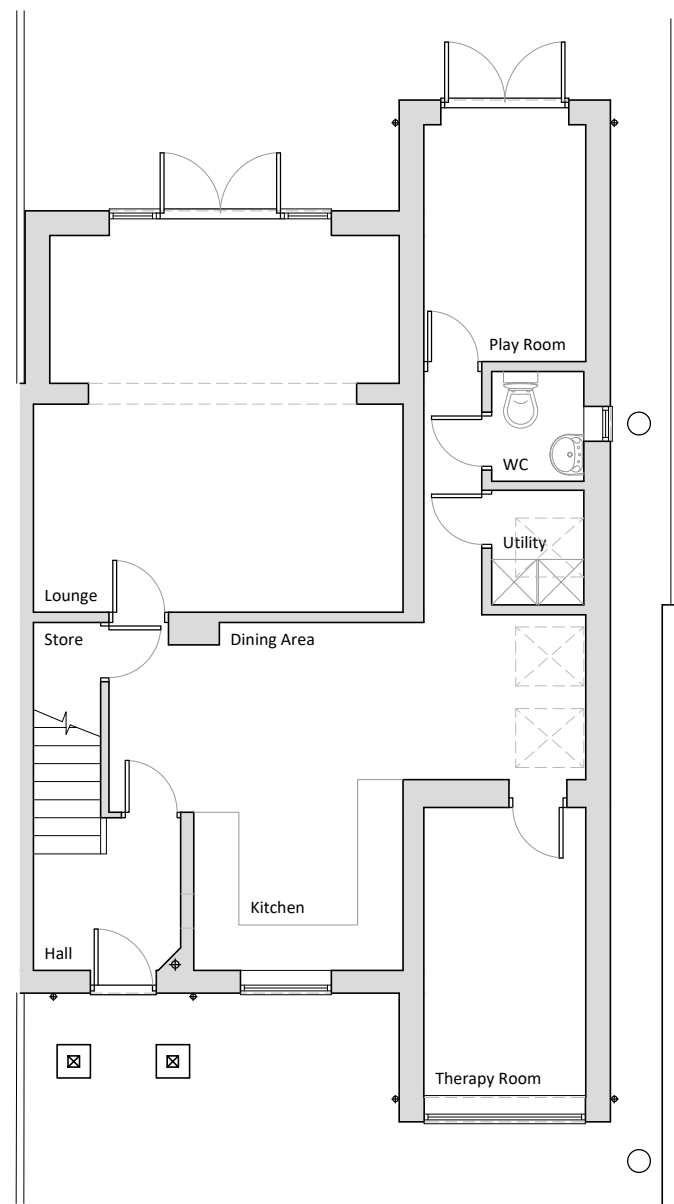 Play Room
WC
Utility
Lounge
Store
Dining Area
Kitchen
Hall
Therapy Room